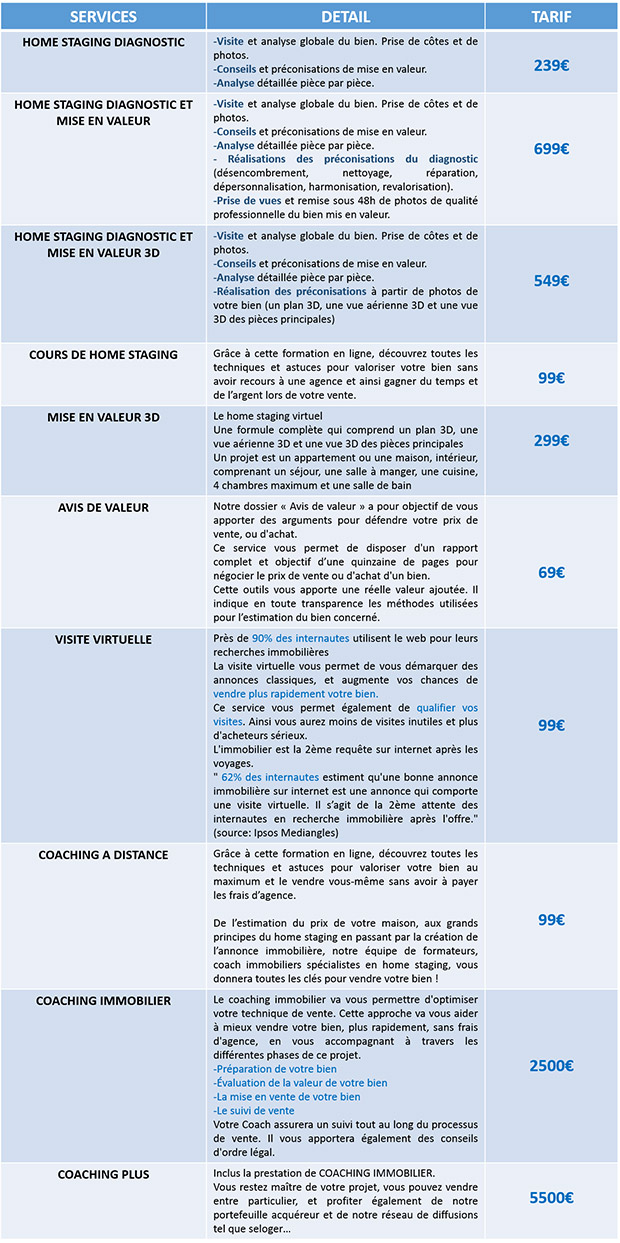 SERVICES DETAIL TARIF
HOME STAGING DIAGNOSTIC
-Visite et analyse globale du bien. Prise de côtes et de
photos.
-Conseils et préconisations de mise en valeur.
-Analyse détaillée pièce par pièce.
239€
HOME STAGING DIAGNOSTIC ET
MISE EN VALEUR
-Visite et analyse globale du bien. Prise de côtes et de
photos.
-Conseils et préconisations de mise en valeur.
-Analyse détaillée pièce par pièce.
- Réalisations des préconisations du diagnostic
(désencombrement, nettoyage, réparation,
dépersonnalisation, harmonisation, revalorisation).
-Prise de vues et remise sous 48h de photos de qualité
professionnelle du bien mis en valeur.
699€
HOME STAGING DIAGNOSTIC ET
MISE EN VALEUR 3D
-Visite et analyse globale du bien. Prise de côtes et de
photos.
-Conseils et préconisations de mise en valeur.
-Analyse détaillée pièce par pièce.
-Réalisation des préconisations à partir de photos de
votre bien (un plan 3D, une vue aérienne 3D et une vue
3D des pièces principales)
549€
COURS DE HOME STAGING
Grâce à cette formation en ligne, découvrez toutes les
techniques et astuces pour valoriser votre bien sans
avoir recours à une agence et ainsi gagner du temps et
de l'argent lors de votre vente.
99€
MISE EN VALEUR 3D
Le home staging virtuel
Une formule complète qui comprend un plan 3D, une
vue aérienne 3D et une vue 3D des pièces principales
Un projet est un appartement ou une maison, intérieur,
comprenant un séjour, une salle à manger, une cuisine,
4 chambres maximum et une salle de bain
299€
AVIS DE VALEUR
Notre dossier « Avis de valeur » a pour objectif de vous
apporter des arguments pour défendre votre prix de
vente, ou d'achat.
Ce service vous permet de disposer d'un rapport
complet et objectif d’une quinzaine de pages pour
négocier le prix de vente ou d'achat d'un bien.
Cette outils vous apporte une réelle valeur ajoutée. Il
indique en toute transparence les méthodes utilisées
pour l’estimation du bien concerné.
69€
VISITE VIRTUELLE
Près de 90% des internautes utilisent le web pour leurs
recherches immobilières
La visite virtuelle vous permet de vous démarquer des
annonces classiques, et augmente vos chances de
vendre plus rapidement votre bien.
Ce service vous permet également de qualifier vos
visites. Ainsi vous aurez moins de visites inutiles et plus
d'acheteurs sérieux.
L'immobilier est la 2ème requête sur internet après les
voyages.
" 62% des internautes estiment qu'une bonne annonce
immobilière sur internet est une annonce qui comporte
une visite virtuelle. Il s’agit de la 2ème attente des
internautes en recherche immobilière après l'offre."
(source: Ipsos Mediangles)
99€
COACHING A DISTANCE
Grâce à cette formation en ligne, découvrez toutes les
techniques et astuces pour valoriser votre bien au
maximum et le vendre vous-même sans avoir à payer
les frais d’agence.
De l’estimation du prix de votre maison, aux grands
principes du home staging en passant par la création de
l’annonce immobilière, notre équipe de formateurs,
coach immobiliers spécialistes en home staging, vous
donnera toutes les clés pour vendre votre bien !
99€
COACHING IMMOBILIER
Le coaching immobilier va vous permettre d'optimiser
votre technique de vente. Cette approche va vous aider
à mieux vendre votre bien, plus rapidement, sans frais
d'agence, en vous accompagnant à travers les
différentes phases de ce projet.
-Préparation de votre bien
-Évaluation de la valeur de votre bien
-La mise en vente de votre bien
-Le suivi de vente
Votre Coach assurera un suivi tout au long du processus
de vente. Il vous apportera également des conseils
d'ordre légal.
2500€
COACHING PLUS
Inclus la prestation de COACHING IMMOBILIER.
Vous restez maître de votre projet, vous pouvez vendre
entre particulier, et profiter également de notre
portefeuille acquéreur et de notre réseau de diffusions
tel que seloger…
5500€